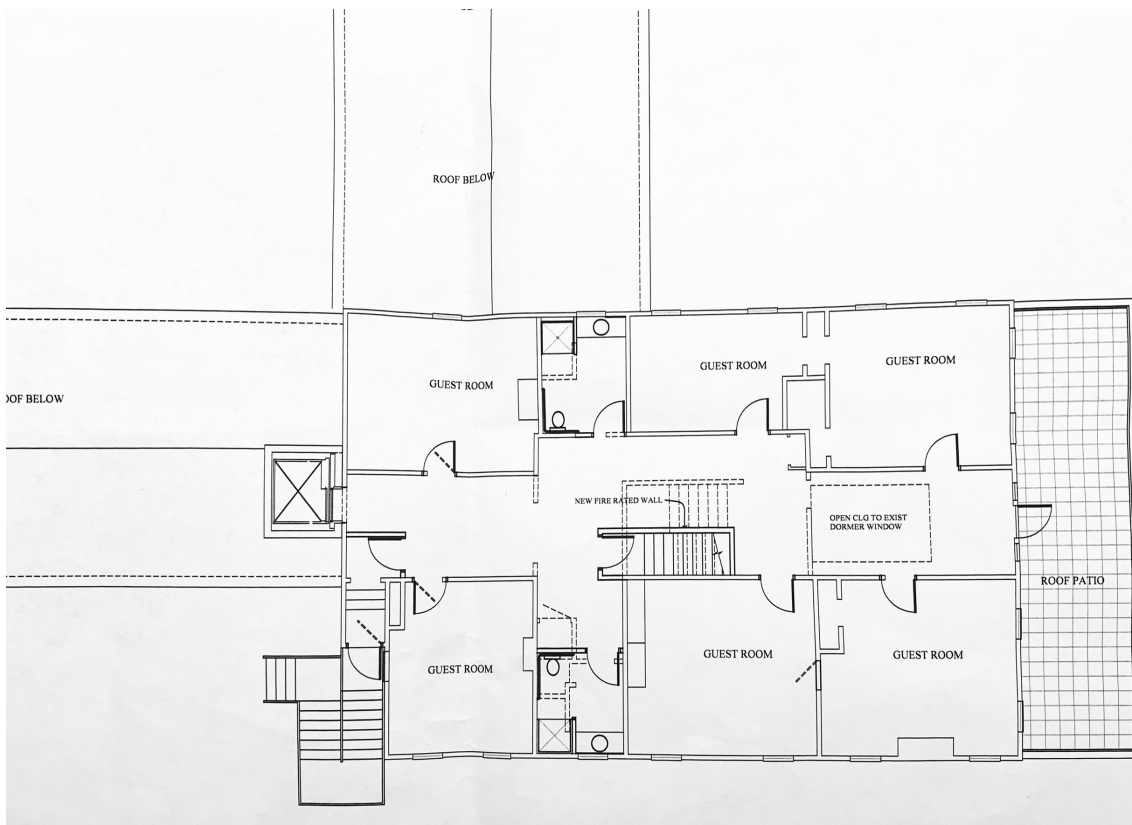 ROOF BELOW
GUEST ROOM
GUEST ROOM
GUEST ROOM
OOF BELOW
NEW FIRE RATED WALL
OPEN CLG TO EXIST
DORMER WINDOW
ROOF PATIO
GUEST ROOM
GUEST ROOM
GUEST ROOM